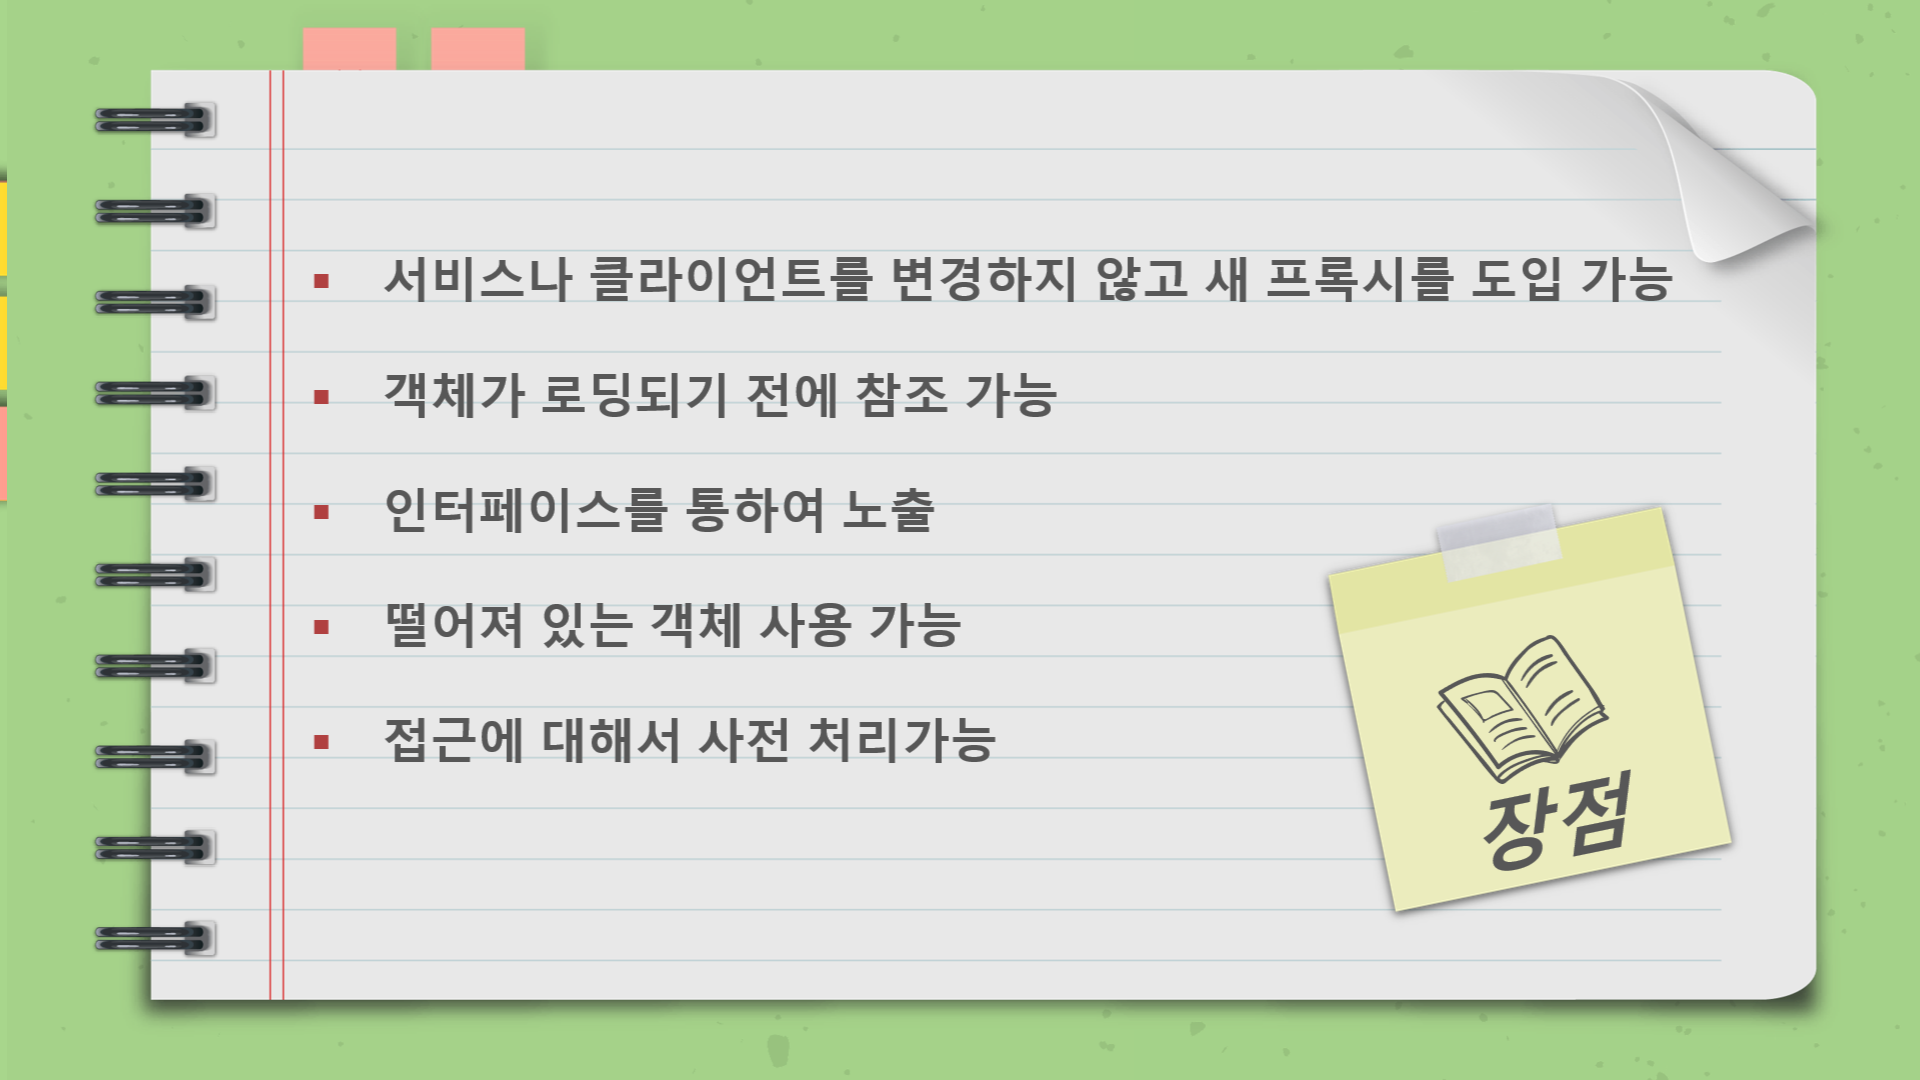 서비스나 클라이언트를 변경하지 않고 새 프록시를 도입 가능
객체가 로딩되기 전에 참조 가능
인터페이스를 통하여 노출
떨어져 있는 객체 사용 가능
접근에 대해서 사전 처리가능
장점